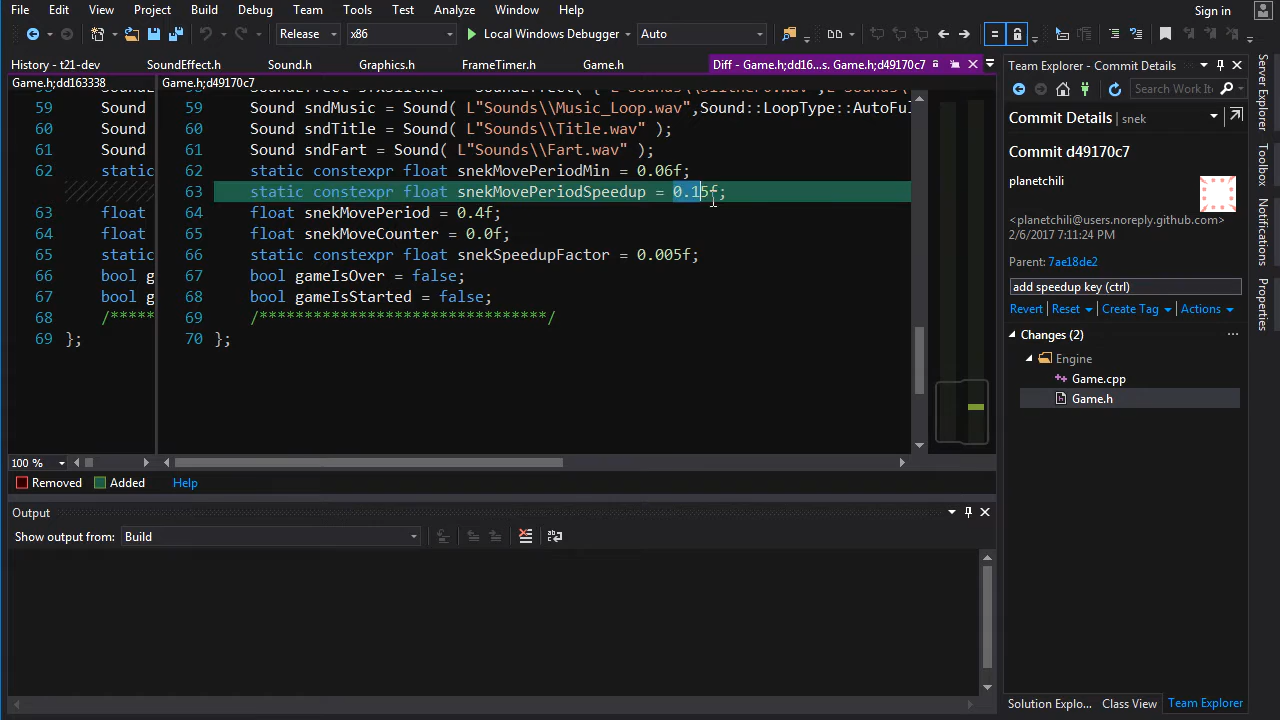 File Edit View Project Build Debug Team Tools Test Analyze Window Help Sign in
Release x86 Local Windows Debugger Auto
History - t21-dev SoundEffect.h Sound.h Graphics.h FrameTimer.h Game.h Diff - Game.h;dd16...s. Game.h;d49170c7
Game.h;dd163338 Game.h;d49170c7
59 Sound 59 Sound sndMusic = Sound( L"Sounds\\Music_Loop.wav",Sound::LoopType::AutoFul
60 Sound 60 Sound sndTitle = Sound( L"Sounds\\Title.wav" );
61 Sound 61 Sound sndFart = Sound( L"Sounds\\Fart.wav" );
62 static 62 static constexpr float snekMovePeriodMin = 0.06f;
63 static constexpr float snekMovePeriodSpeedup = 0.15f;
63 float 64 float snekMovePeriod = 0.4f;
64 float 65 float snekMoveCounter = 0.0f;
65 static 66 static constexpr float snekSpeedupFactor = 0.005f;
66 bool g 67 bool gameIsOver = false;
67 bool g 68 bool gameIsStarted = false;
68 /***** 69 /********************************/
69 }; 70 };
100 %
Removed Added Help
Output
Show output from: Build
Team Explorer - Commit Details
Search Work Items
Commit Details | snek
Commit d49170c7
planetchili
<planetchili@users.noreply.github.com>
2/6/2017 7:11:24 PM
Parent: 7ae18de2
add speedup key (ctrl)
Revert Reset Create Tag Actions
Changes (2) ...
Engine
Game.cpp
Game.h
Solution Explo... Class View Team Explorer
Server Explorer
Toolbox
Notifications
Properties